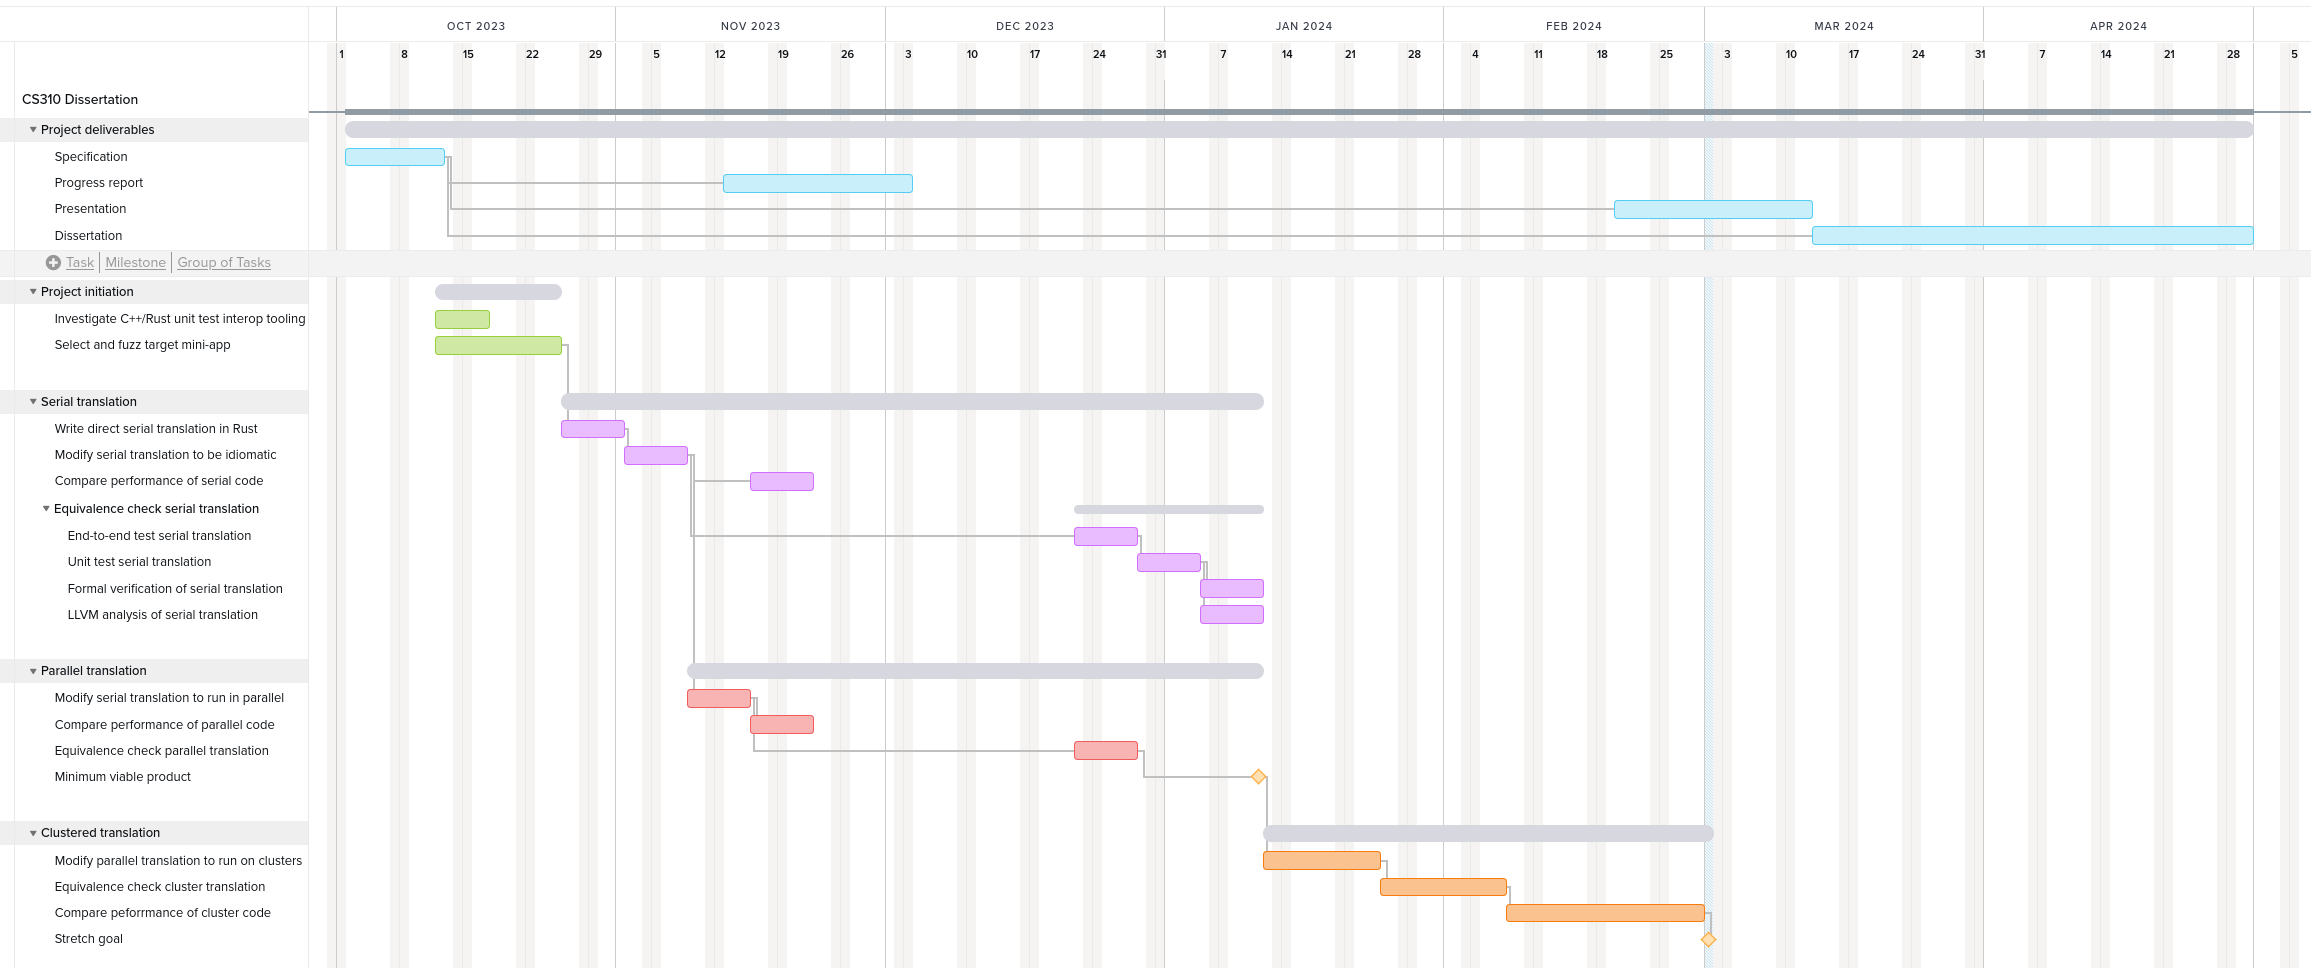 OCT 2023 NOV 2023 DEC 2023 JAN 2024 FEB 2024 MAR 2024 APR 2024
1 8 15 22 29 5 12 19 26 3 10 17 24 31 7 14 21 28 4 11 18 25 3 10 17 24 31 7 14 21 28 5
CS310 Dissertation
Project deliverables
Specification
Progress report
Presentation
Dissertation
Task Milestone Group of Tasks
Project initiation
Investigate C++/Rust unit test interop tooling
Select and fuzz target mini-app
Serial translation
Write direct serial translation in Rust
Modify serial translation to be idiomatic
Compare performance of serial code
Equivalence check serial translation
End-to-end test serial translation
Unit test serial translation
Formal verification of serial translation
LLVM analysis of serial translation
Parallel translation
Modify serial translation to run in parallel
Compare performance of parallel code
Equivalence check parallel translation
Minimum viable product
Clustered translation
Modify parallel translation to run on clusters
Equivalence check cluster translation
Compare peforrmance of cluster code
Stretch goal